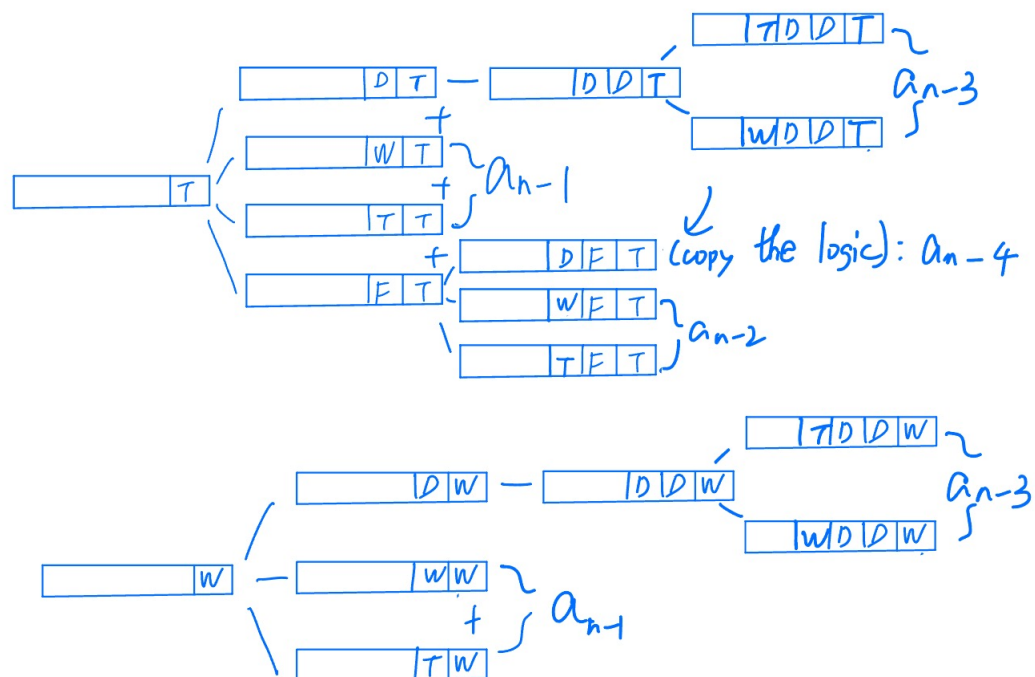 T D D T
D T — D D T
a_{n-3}
+
W D D T
W T
T
+
a_{n-1}
T T
+
D F T (copy the logic): a_{n-4}
F T
W F T
a_{n-2}
T F T
T D D W
D W — D D W
a_{n-3}
W D D W
W — W W
+
a_{n-1}
T W